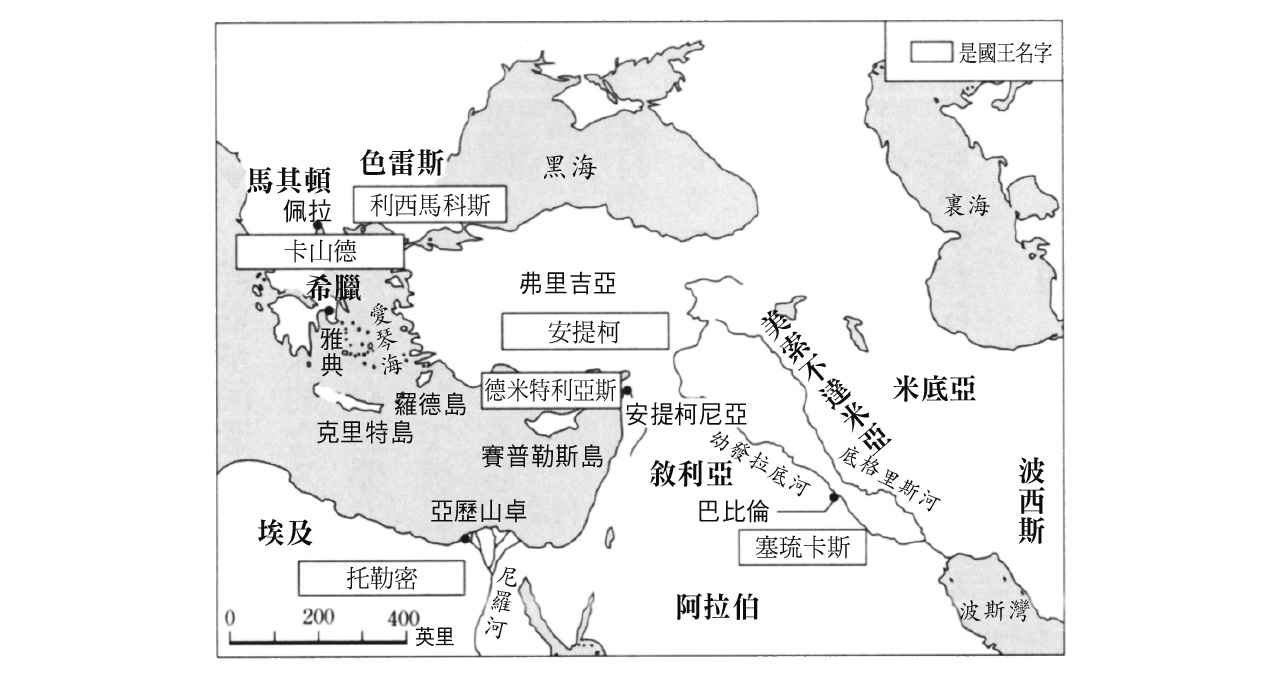 是國王名字
色雷斯
黑海
馬其頓
佩拉
利西馬科斯
裏海
卡山德
弗里吉亞
希臘
愛琴海
安提柯
美索不達米亞
雅典
米底亞
德米特利亞斯
羅德島
安提柯尼亞
克里特島
賽普勒斯島
幼發拉底河
底格里斯河
敘利亞
波西斯
巴比倫
亞歷山卓
埃及
塞琉卡斯
托勒密
尼羅河
阿拉伯
波斯灣
0 200 400
英里